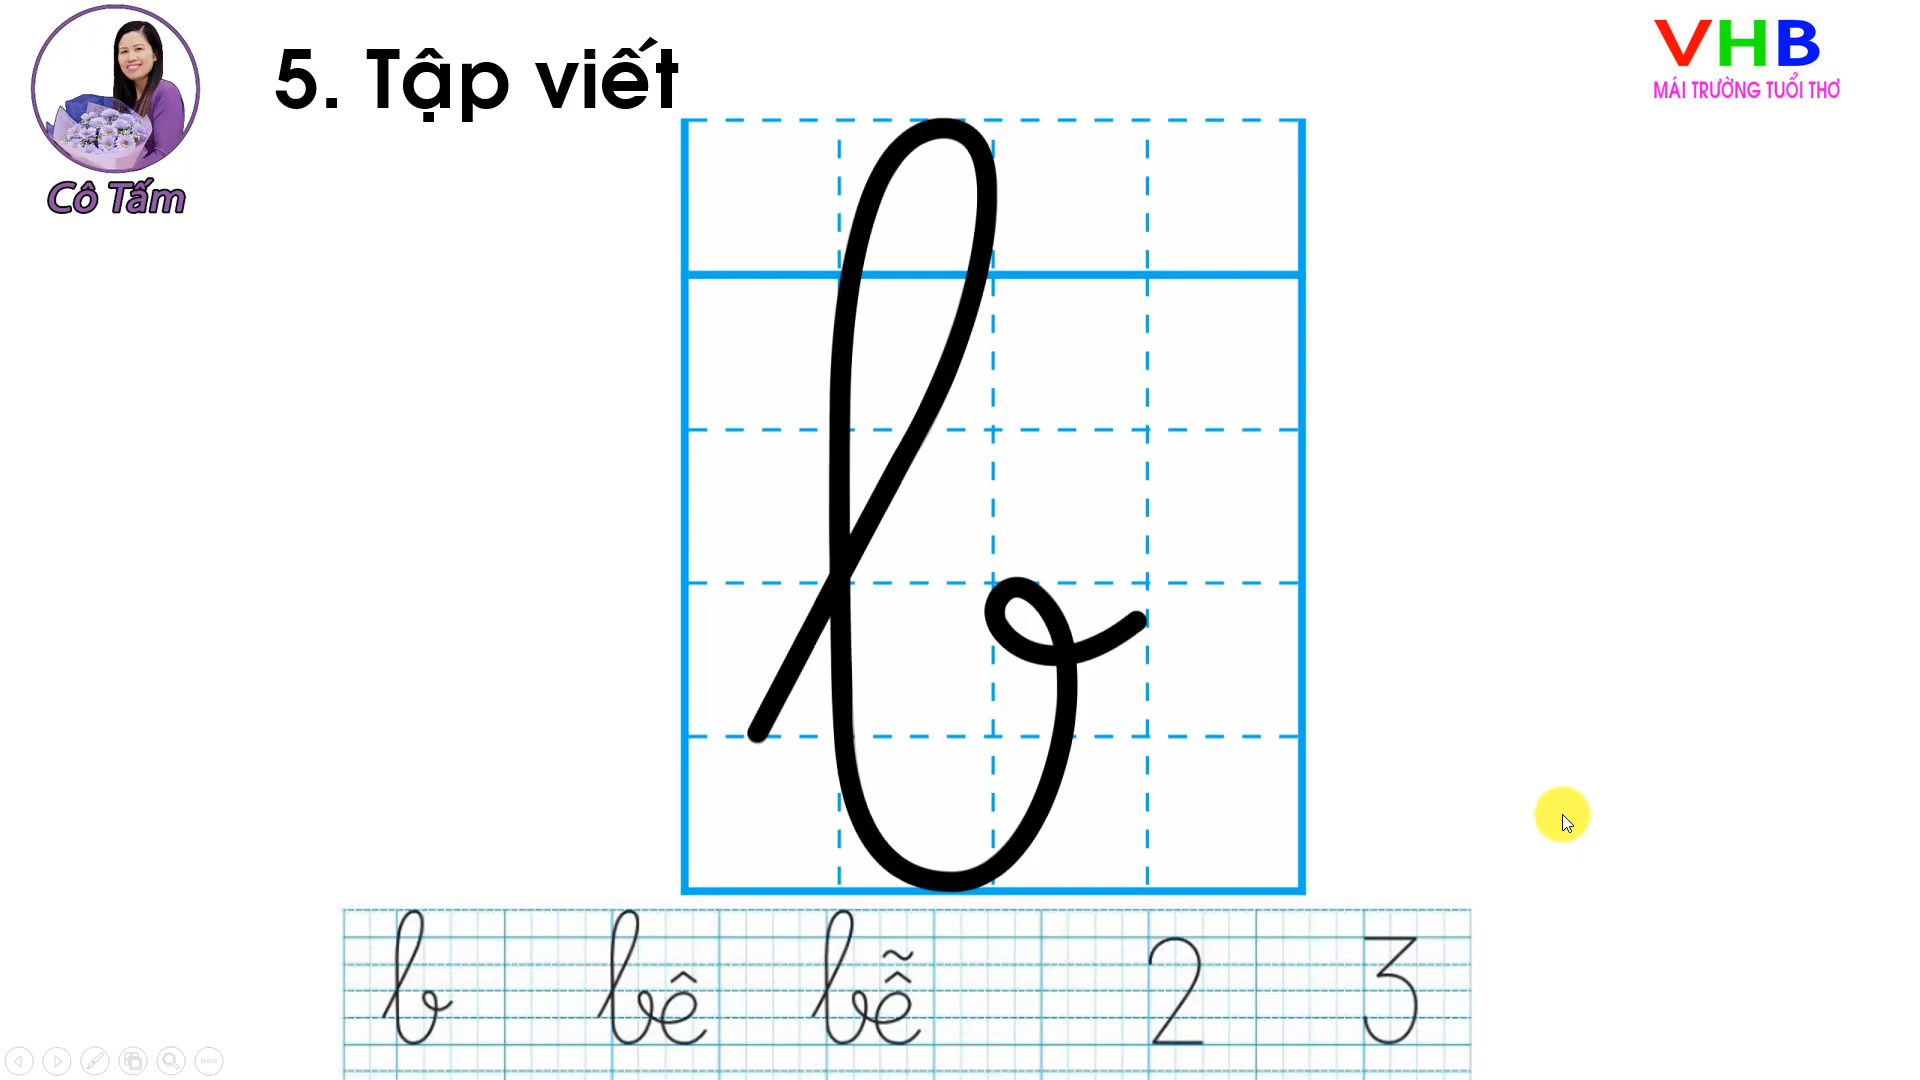 5. Tập viết
VHB
MÁI TRƯỜNG TUỔI THƠ
Cô Tấm
b
b bê bễ 2 3